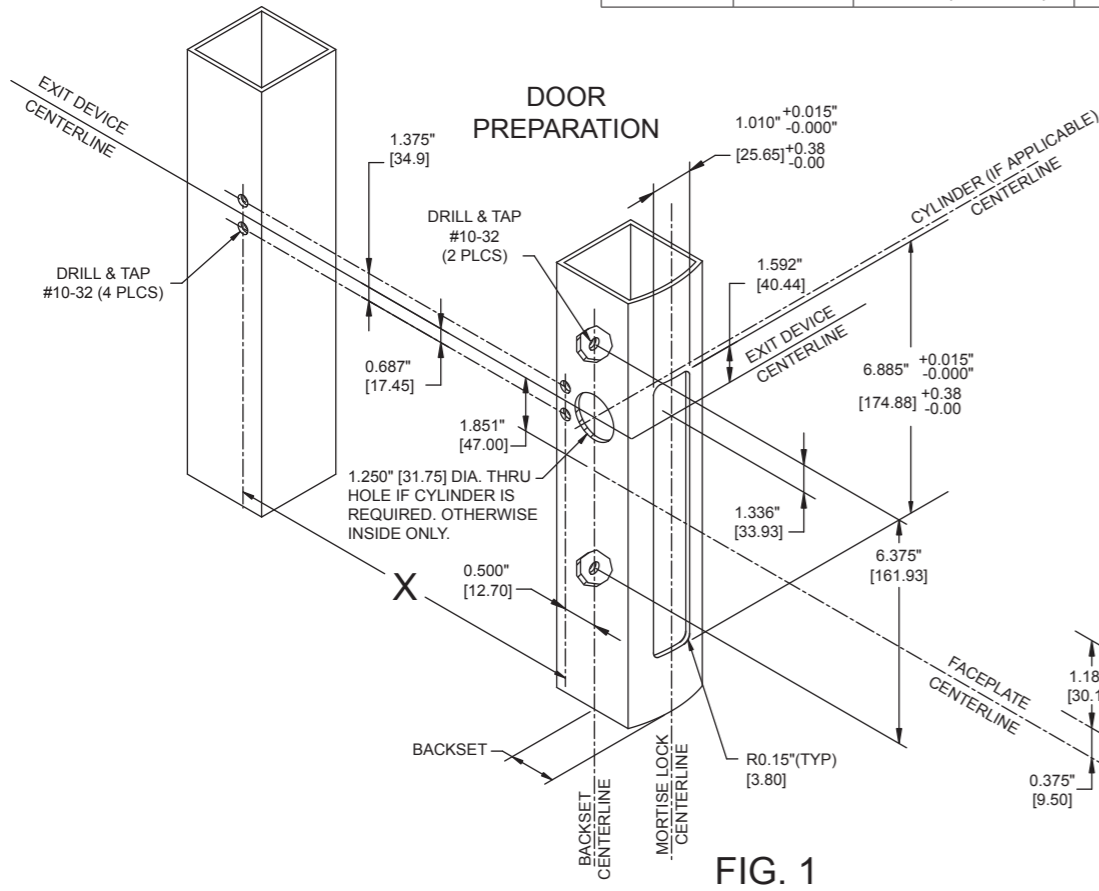 DOOR
PREPARATION
EXIT DEVICE
CENTERLINE
1.375"
[34.9]
1.010" +0.015"
-0.000"
[25.65] +0.38
-0.00
CYLINDER (IF APPLICABLE)
CENTERLINE
DRILL & TAP
#10-32
(2 PLCS)
DRILL & TAP
#10-32 (4 PLCS)
1.592"
[40.44]
EXIT DEVICE
CENTERLINE
0.687"
[17.45]
6.885" +0.015"
-0.000"
[174.88] +0.38
-0.00
1.851"
[47.00]
1.250" [31.75] DIA. THRU
HOLE IF CYLINDER IS
REQUIRED. OTHERWISE
INSIDE ONLY.
1.336"
[33.93]
6.375"
[161.93]
0.500"
[12.70]
X
FACEPLATE
CENTERLINE
1.18
[30.1
BACKSET
R0.15"(TYP)
[3.80]
0.375"
[9.50]
BACKSET
CENTERLINE
MORTISE LOCK
CENTERLINE
FIG. 1